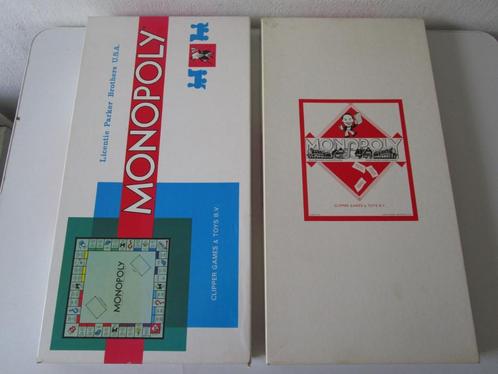 Licentie Parker Brothers U.S.A.
MONOPOLY
CLIPPER GAMES & TOYS B.V.
MONOPOLY
MONOPOLY
CLIPPER GAMES & TOYS B.V.